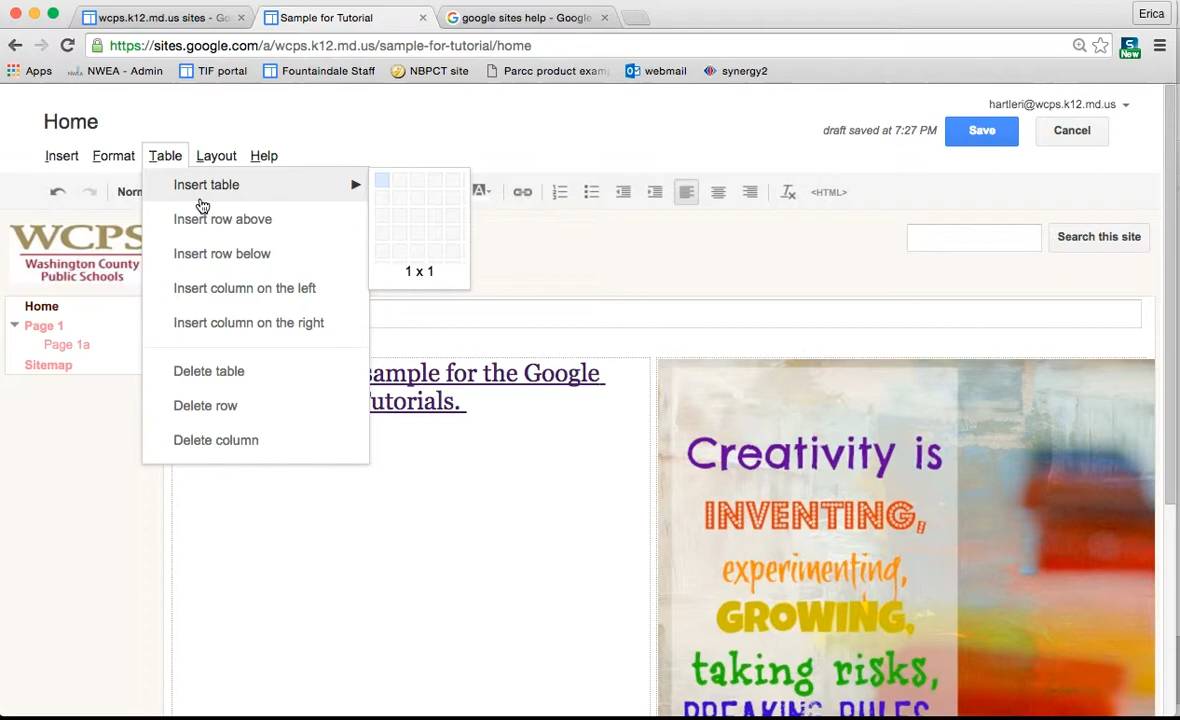 wcps.k12.md.us sites - Go
Sample for Tutorial
google sites help - Google
Erica
https://sites.google.com/a/wcps.k12.md.us/sample-for-tutorial/home
New
Apps
NWEA - Admin
TIF portal
Fountaindale Staff
NBPCT site
Parcc product exam
webmail
synergy2
hartleri@wcps.k12.md.us
Home
draft saved at 7:27 PM
Save
Cancel
Insert
Format
Table
Layout
Help
Norm
A
<HTML>
Insert table
Insert row above
Insert row below
Insert column on the left
Insert column on the right
Delete table
Delete row
Delete column
1 x 1
WCPS
Washington County
Public Schools
Search this site
Home
Page 1
Page 1a
Sitemap
sample for the Google
utorials.
Creativity is
INVENTING,
experimenting,
GROWING,
taking risks,
BREAKING RULES